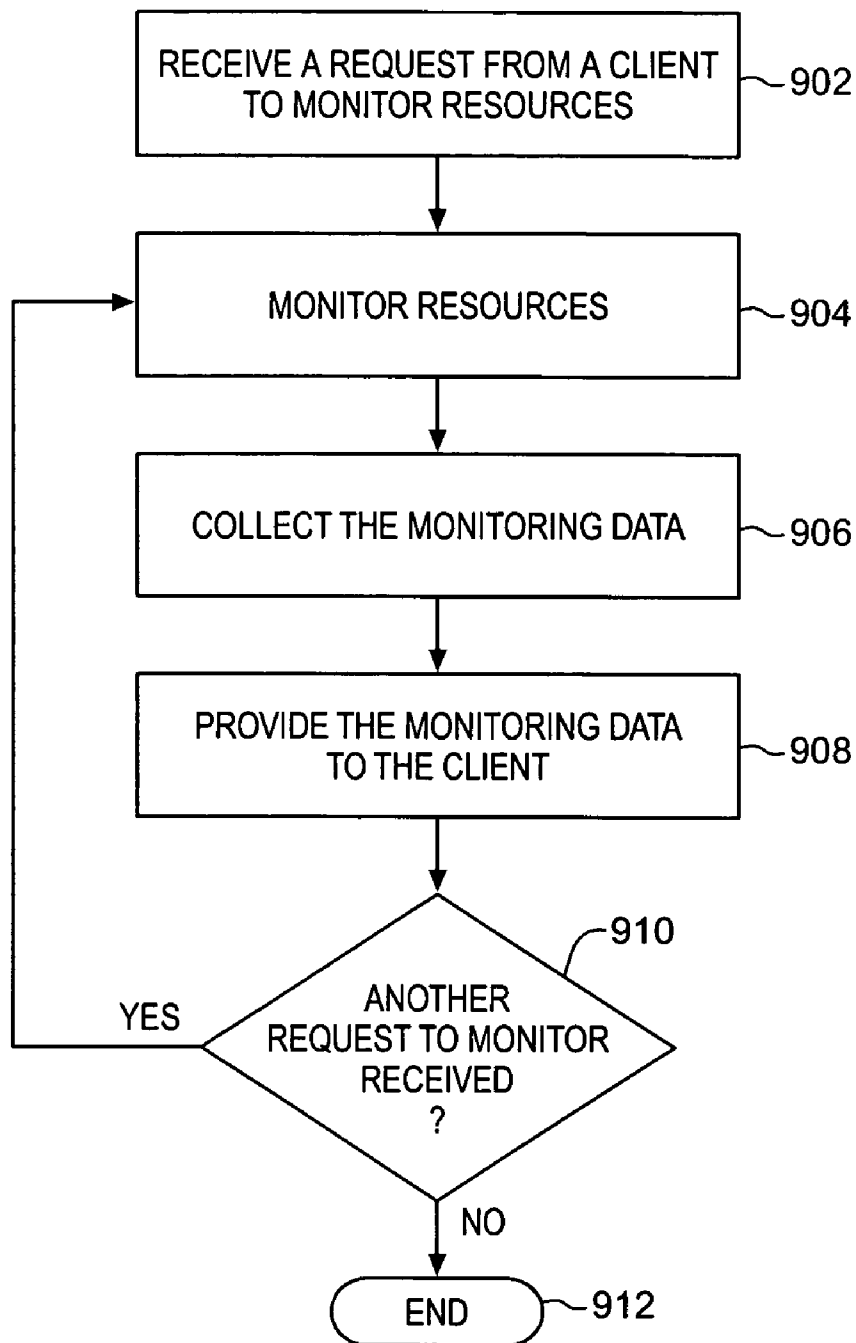 RECEIVE A REQUEST FROM A CLIENT
TO MONITOR RESOURCES
902
MONITOR RESOURCES
904
COLLECT THE MONITORING DATA
906
PROVIDE THE MONITORING DATA
TO THE CLIENT
908
910
YES
ANOTHER
REQUEST TO MONITOR
RECEIVED
?
NO
END
912